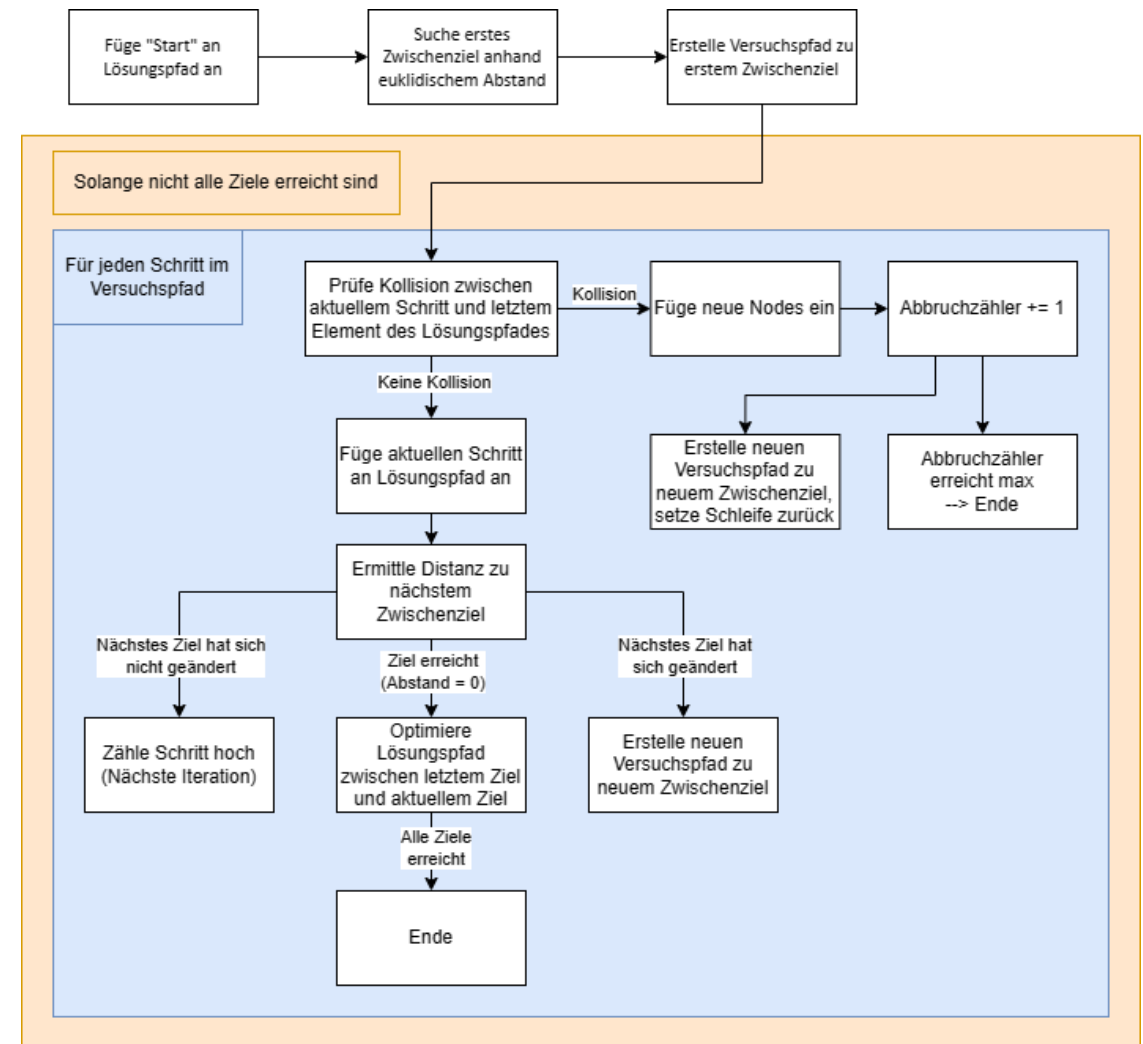 Füge "Start" an
Lösungspfad an
Suche erstes
Zwischenziel anhand
euklidischem Abstand
Erstelle Versuchspfad zu
erstem Zwischenziel
Solange nicht alle Ziele erreicht sind
Für jeden Schritt im
Versuchspfad
Prüfe Kollision zwischen
aktuellem Schritt und letztem
Element des Lösungspfades
Kollision
Füge neue Nodes ein
Abbruchzähler += 1
Keine Kollision
Füge aktuellen Schritt
an Lösungspfad an
Erstelle neuen
Versuchspfad zu
neuem Zwischenziel,
setze Schleife zurück
Abbruchzähler
erreicht max
--> Ende
Ermittle Distanz zu
nächstem
Zwischenziel
Nächstes Ziel hat sich
nicht geändert
Ziel erreicht
(Abstand = 0)
Nächstes Ziel hat
sich geändert
Zähle Schritt hoch
(Nächste Iteration)
Optimiere
Lösungspfad
zwischen letztem Ziel
und aktuellem Ziel
Erstelle neuen
Versuchspfad zu
neuem Zwischenziel
Alle Ziele
erreicht
Ende